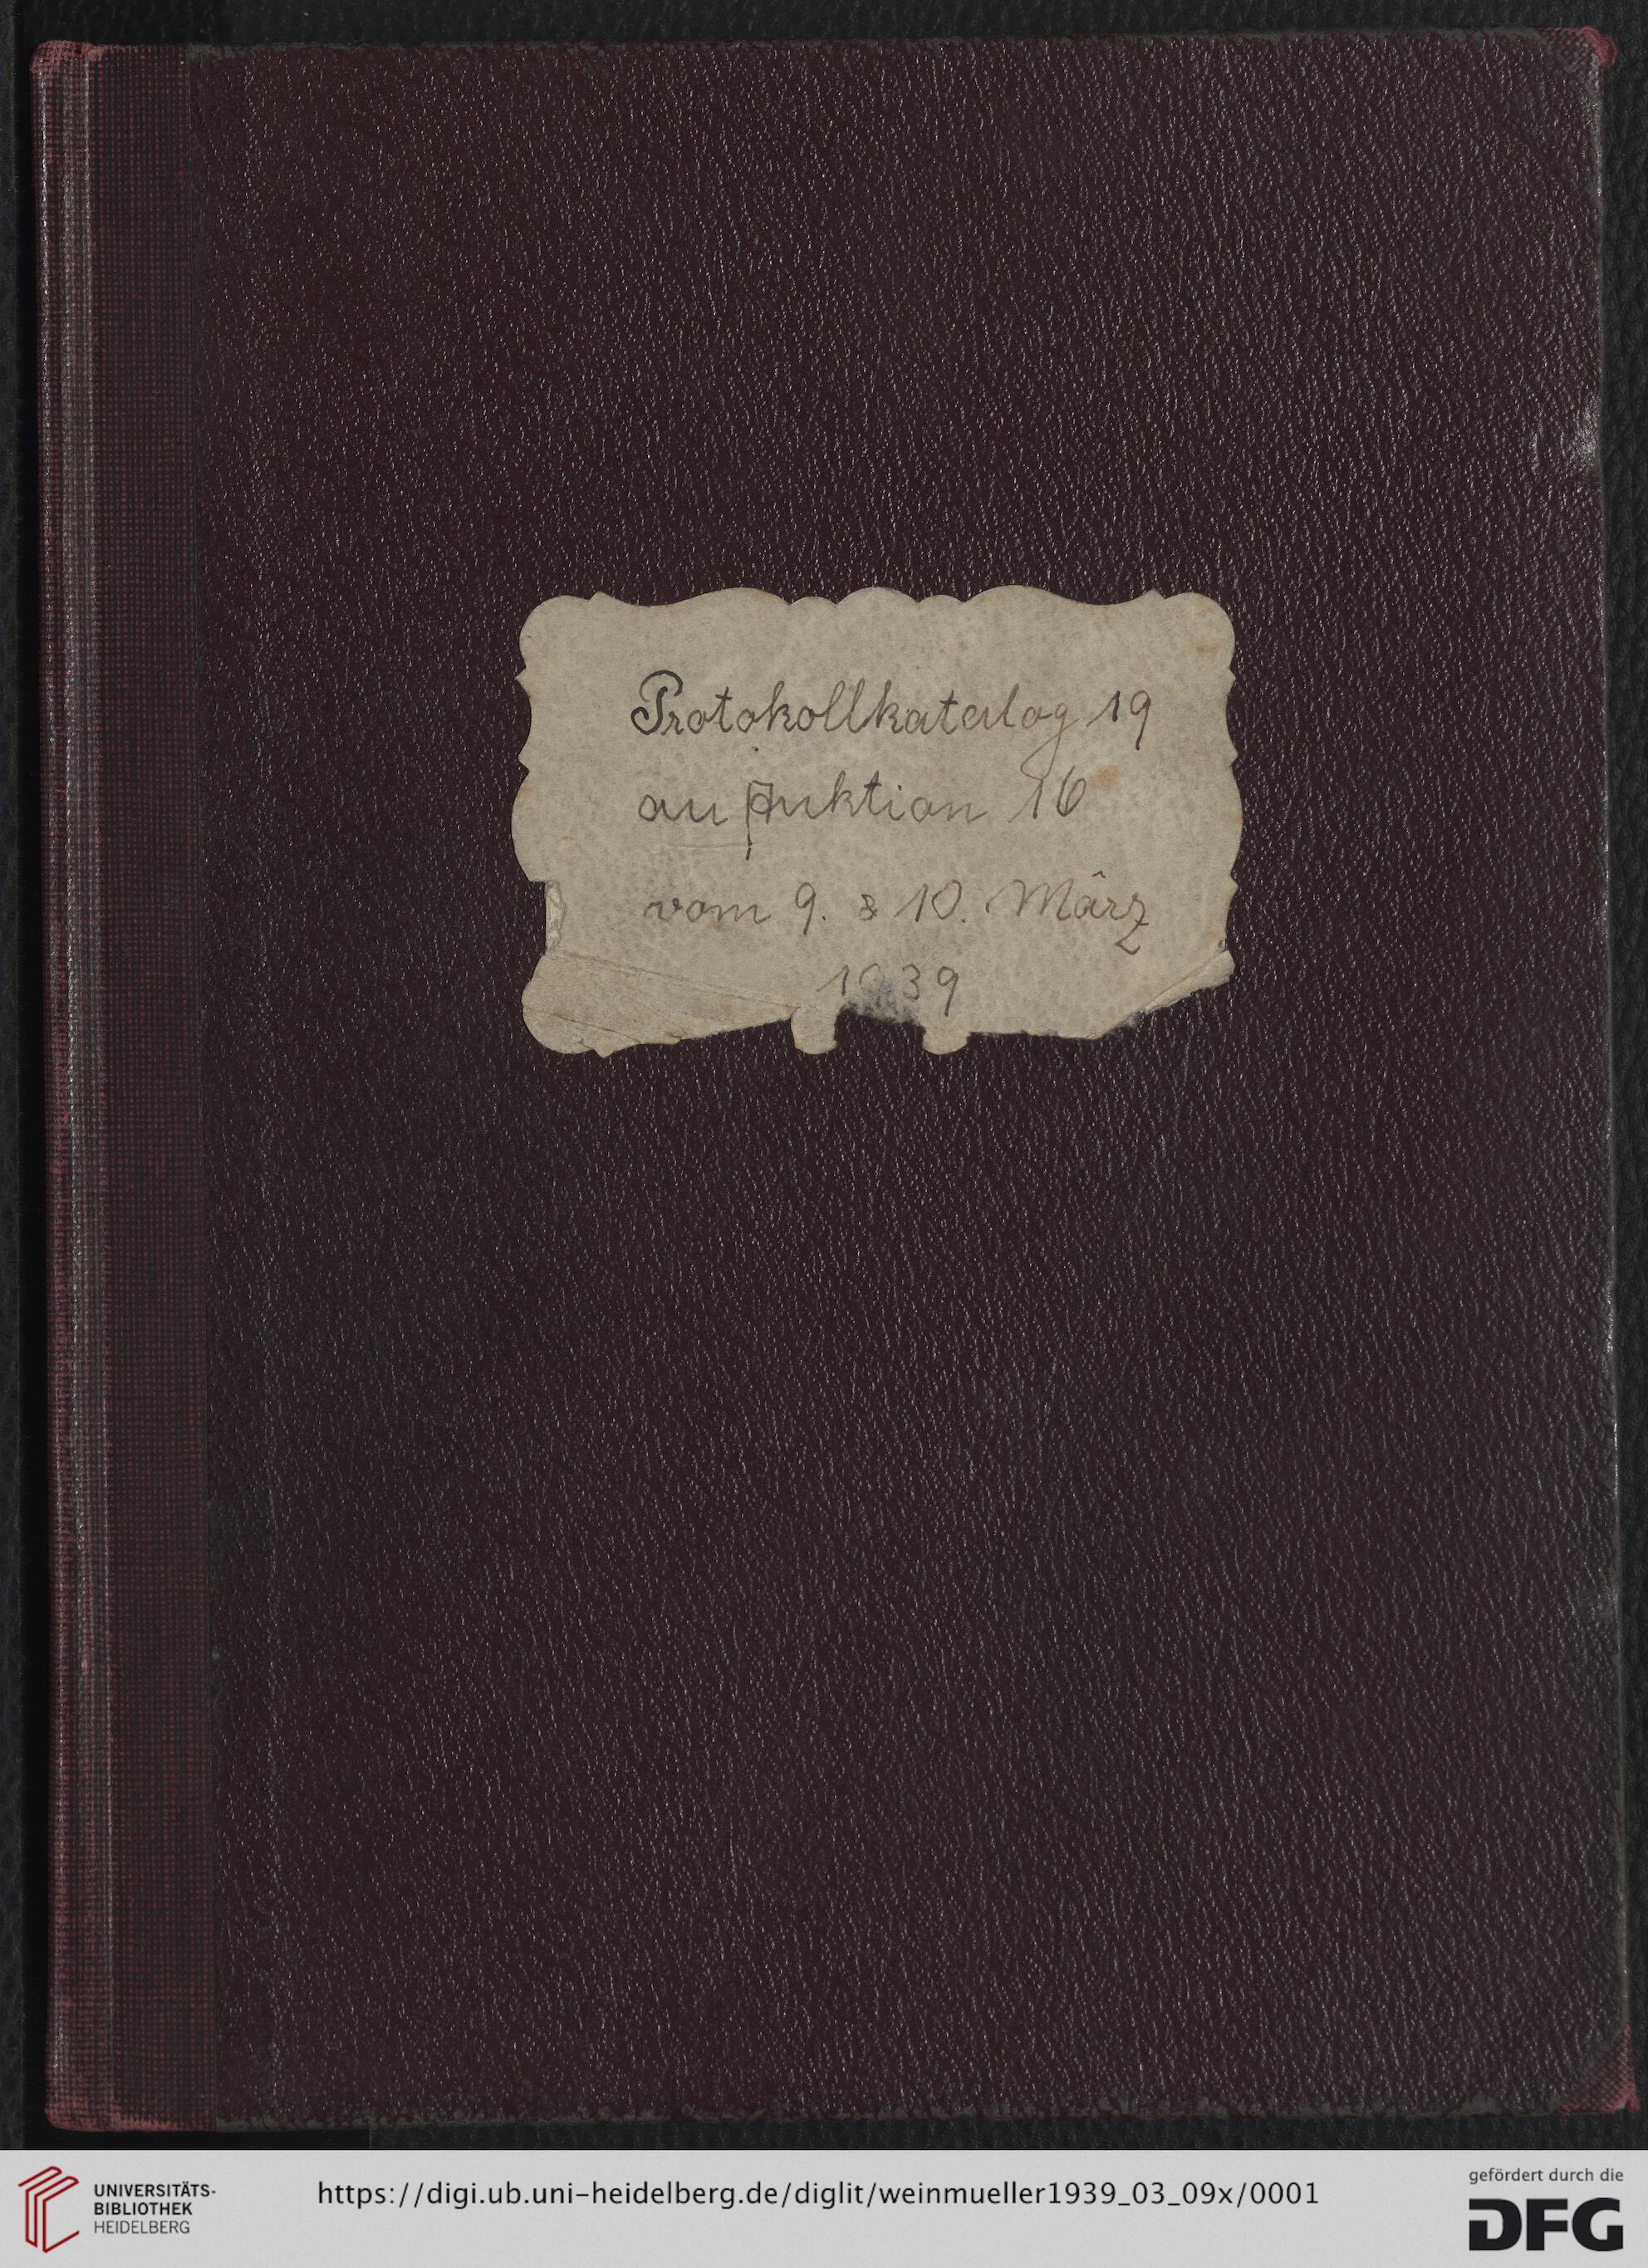 Protokollkatalog 19
au Auktion 16
vom 9. & 10. März
1939
UNIVERSITÄTS-
BIBLIOTHEK
HEIDELBERG
https://digi.ub.uni-heidelberg.de/diglit/weinmueller1939_03_09x/0001
gefördert durch die
DFG